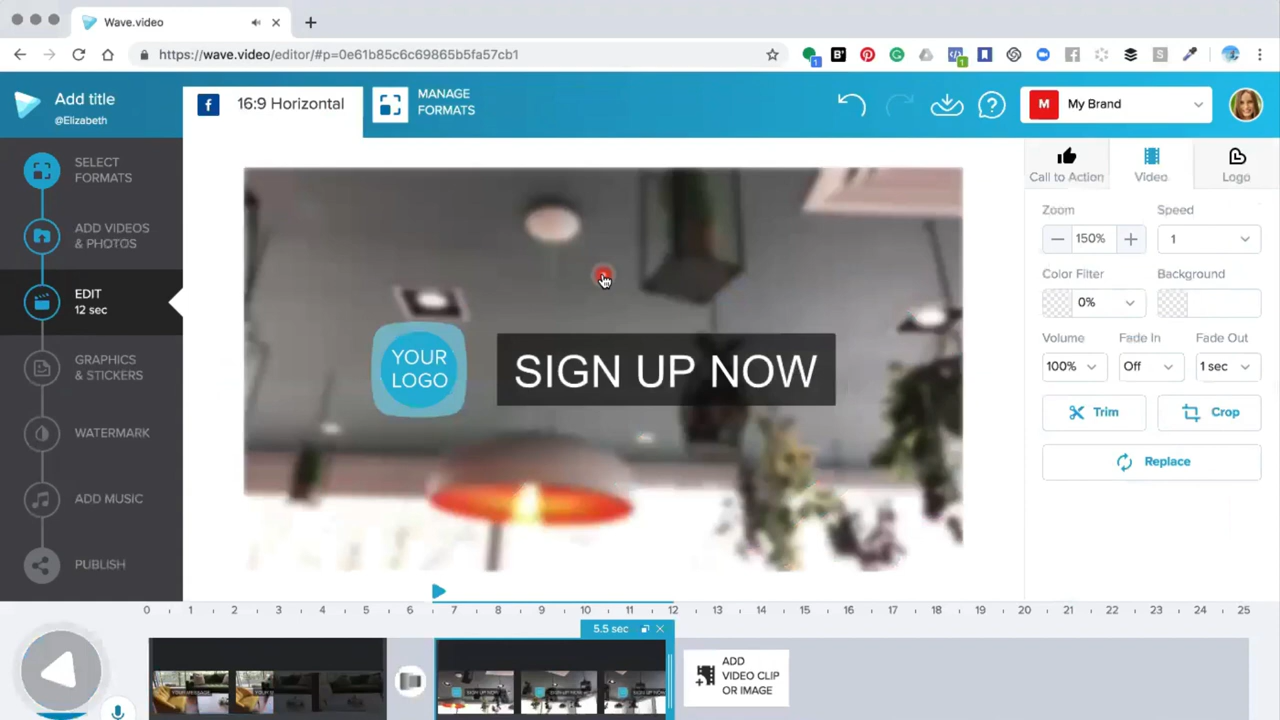 Wave.video
https://wave.video/editor/#p=0e61b85c6c69865b5fa57cb1
Add title
@Elizabeth
16:9 Horizontal
MANAGE
FORMATS
M
My Brand
SELECT
FORMATS
ADD VIDEOS
& PHOTOS
EDIT
12 sec
GRAPHICS
& STICKERS
WATERMARK
ADD MUSIC
PUBLISH
YOUR
LOGO
SIGN UP NOW
Call to Action
Video
Logo
Zoom
Speed
150%
1
Color Filter
Background
0%
Volume
Fade In
Fade Out
100%
Off
1 sec
Trim
Crop
Replace
0 1 2 3 4 5 6 7 8 9 10 11 12 13 14 15 16 17 18 19 20 21 22 23 24 25
5.5 sec
ADD
VIDEO CLIP
OR IMAGE